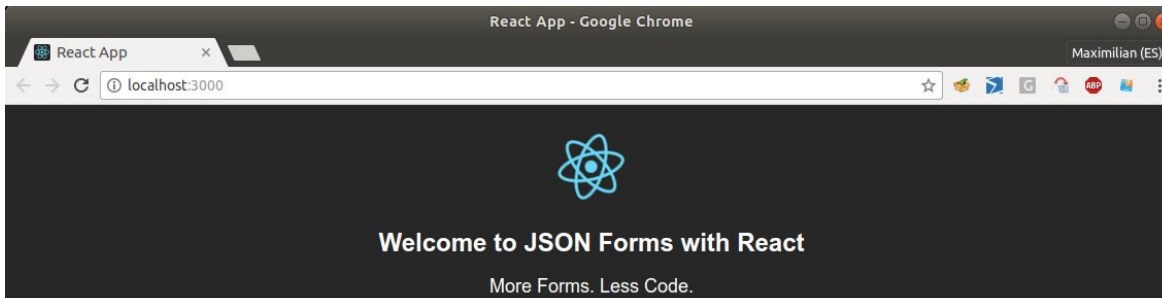 React App - Google Chrome
React App
Maximilian (ES)
localhost:3000
G
ABP
Welcome to JSON Forms with React
More Forms. Less Code.